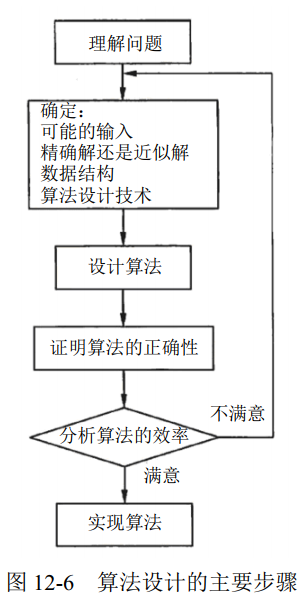 理解问题
确定：
可能的输入
精确解还是近似解
数据结构
算法设计技术
设计算法
证明算法的正确性
分析算法的效率
不满意
满意
实现算法
图 12-6 算法设计的主要步骤